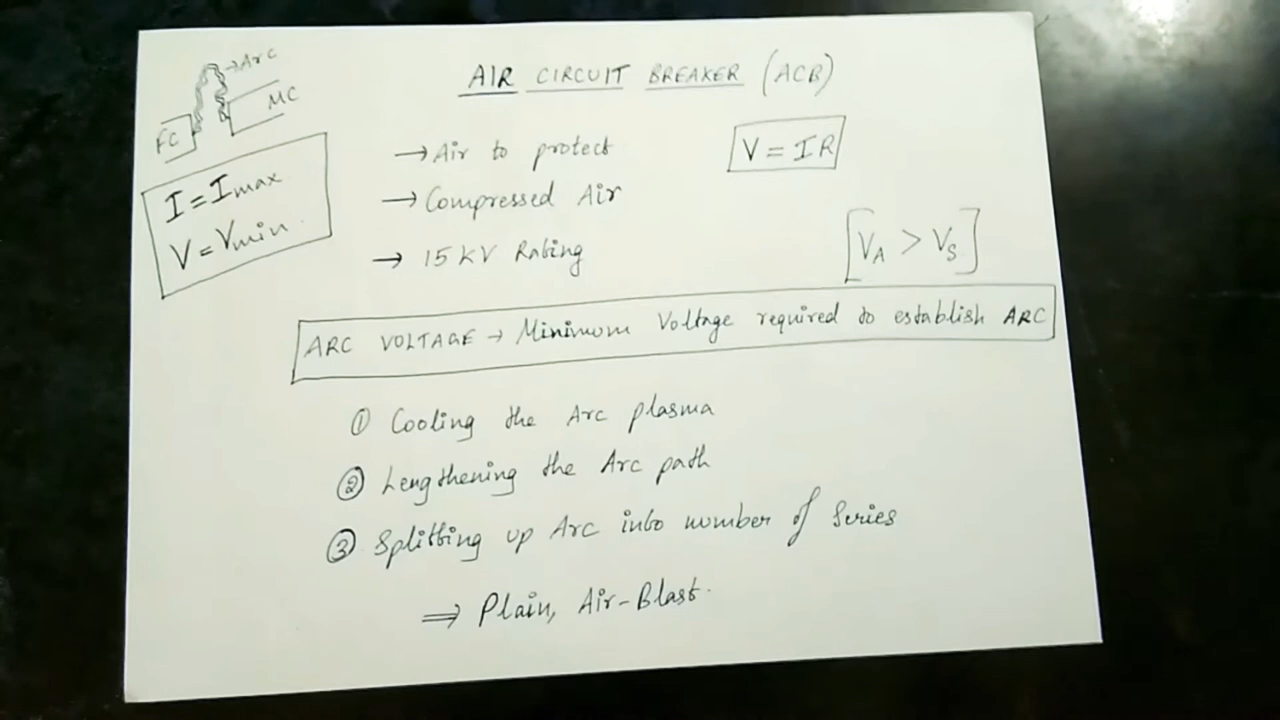 AIR CIRCUIT BREAKER (ACB)
→ Arc
MC
FC
I = Imax
V = Vmin
→ Air to protect
→ Compressed Air
→ 15 kV Rating
V = IR
[VA > VS]
ARC VOLTAGE → Minimum Voltage required to establish ARC
① Cooling the Arc plasma
② Lengthening the Arc path
③ Splitting up Arc into number of Series
⇒ Plain, Air-Blast.